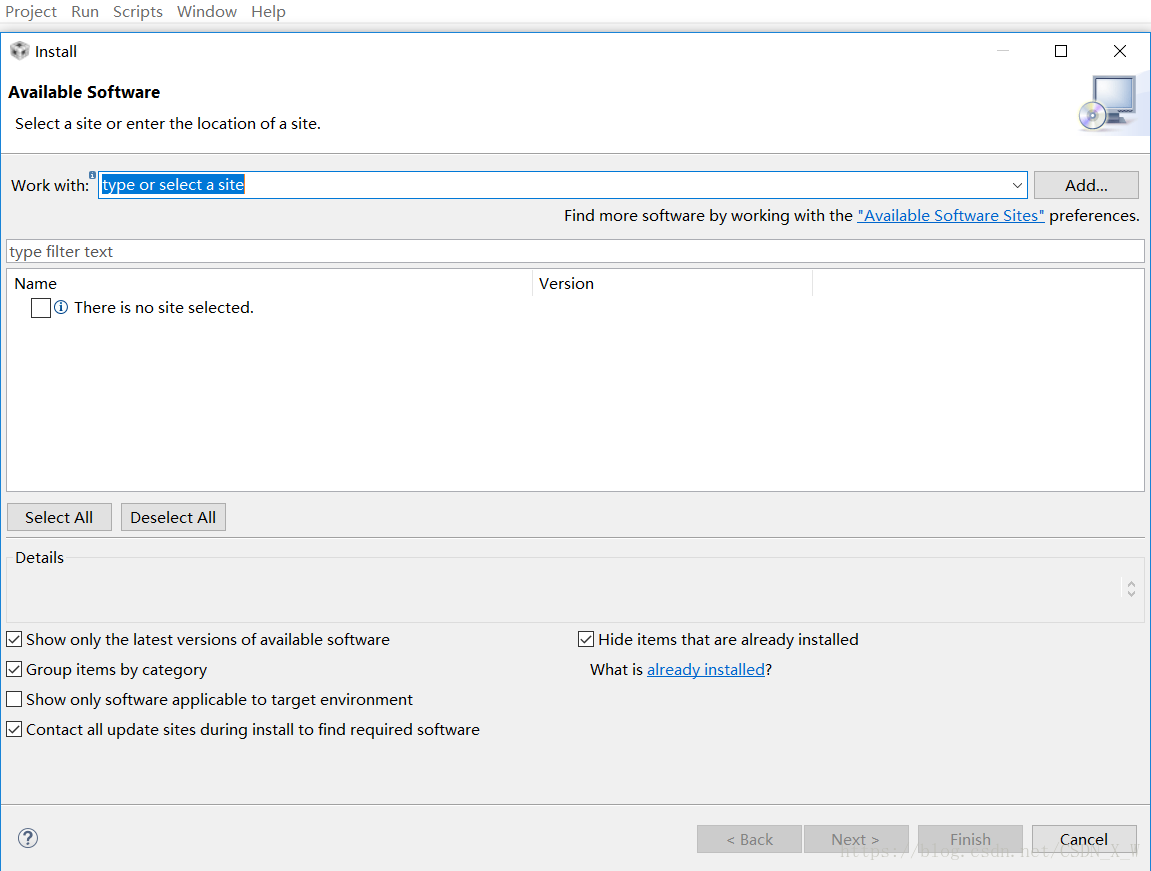 Project Run Scripts Window Help
Install
Available Software
Select a site or enter the location of a site.
Work with: type or select a site Add...
Find more software by working with the "Available Software Sites" preferences.
type filter text
Name Version
There is no site selected.
Select All Deselect All
Details
Show only the latest versions of available software Hide items that are already installed
Group items by category What is already installed?
Show only software applicable to target environment
Contact all update sites during install to find required software
< Back Next > Finish Cancel
https://blog.csdn.net/CSDN_X_W